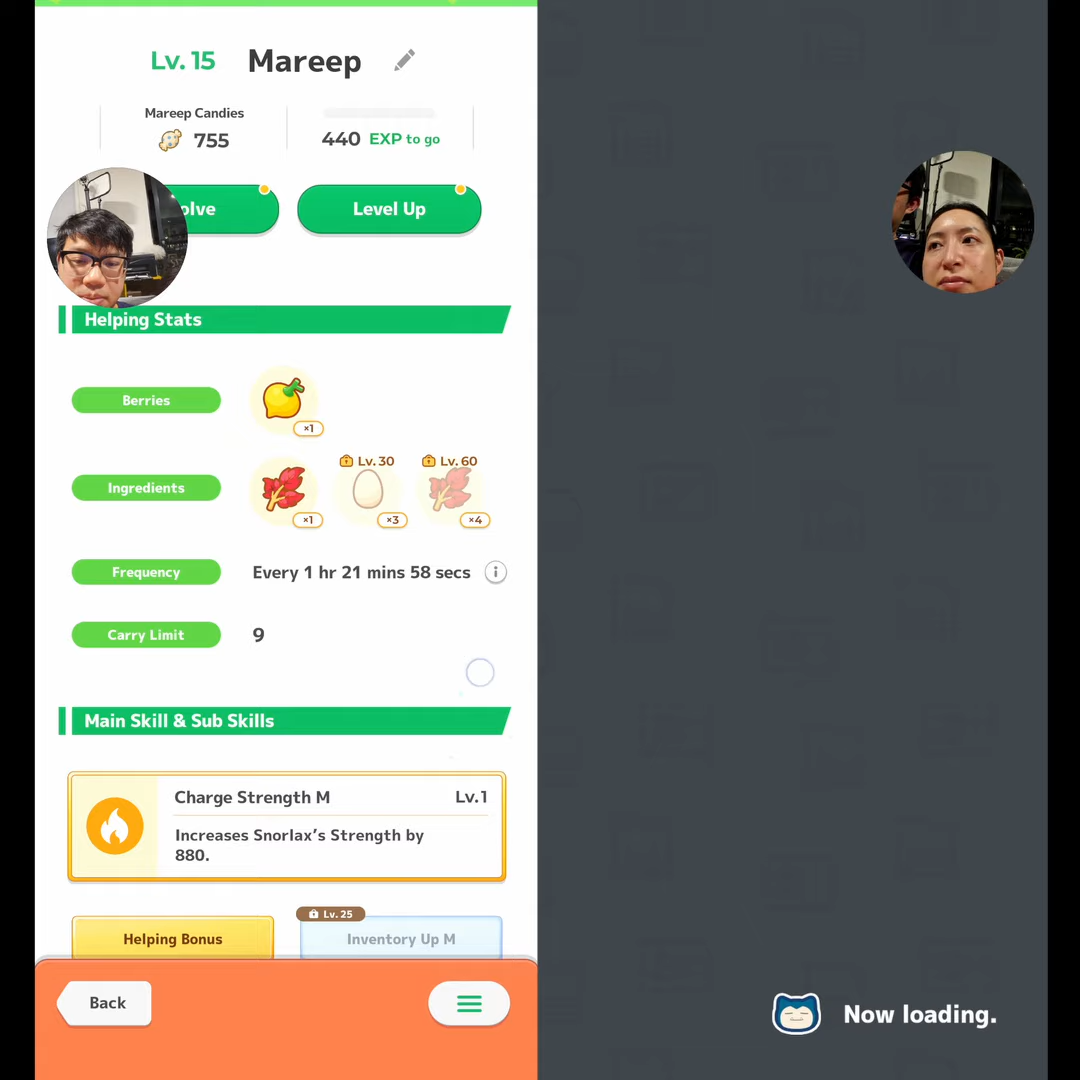 Lv. 15 Mareep
Mareep Candies
755
440 EXP to go
olve
Level Up
Helping Stats
Berries
×1
Ingredients
Lv. 30
Lv. 60
×1
×3
×4
Frequency
Every 1 hr 21 mins 58 secs
Carry Limit
9
Main Skill & Sub Skills
Charge Strength M
Lv. 1
Increases Snorlax’s Strength by
880.
Lv. 25
Helping Bonus
Inventory Up M
Back
Now loading.